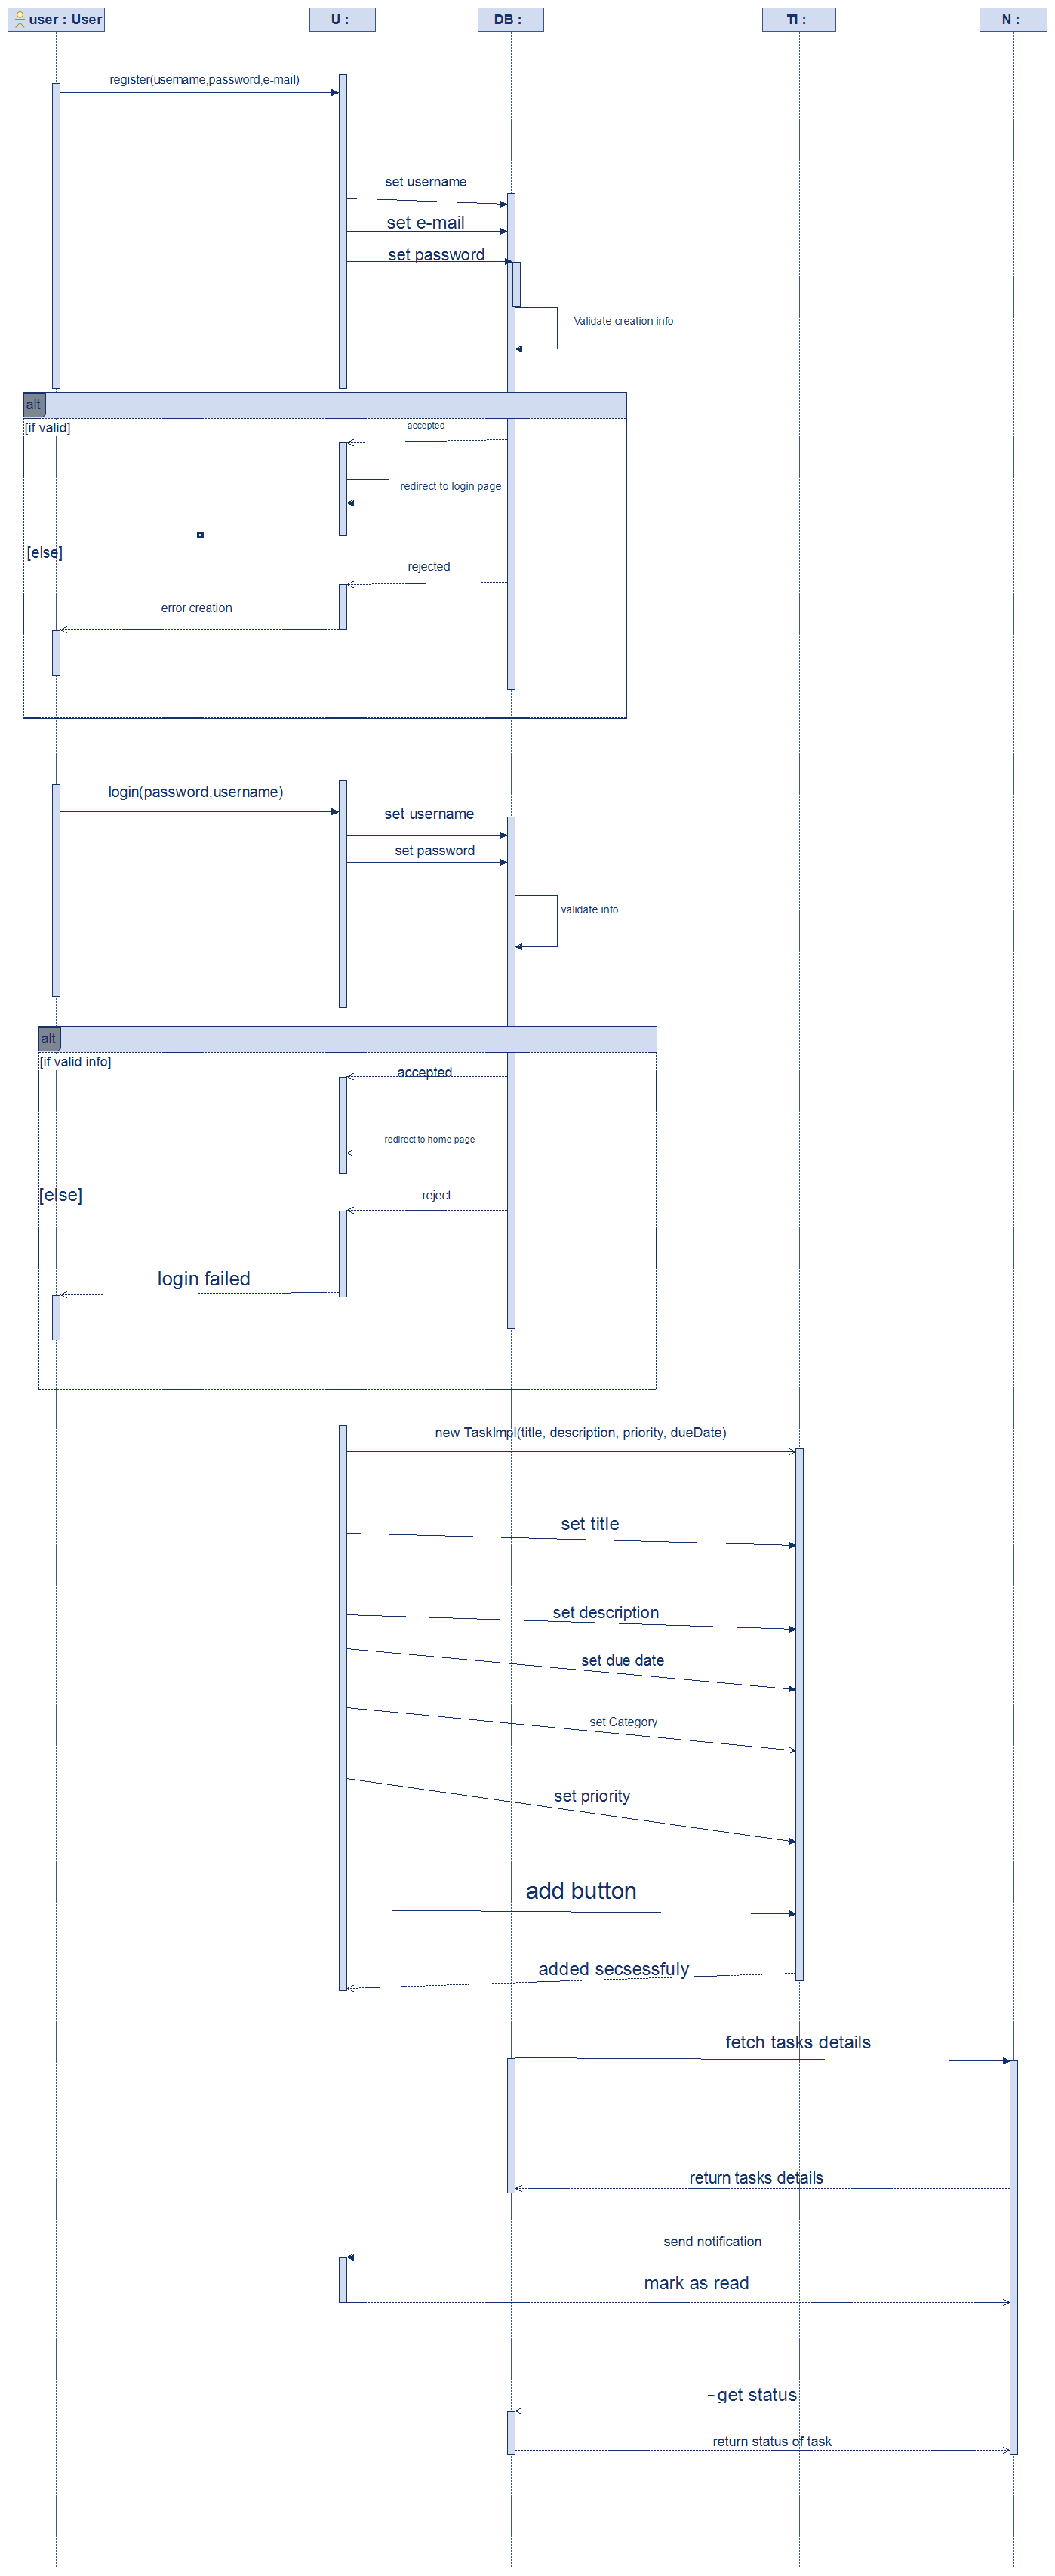 user : User
U :
DB :
TI :
N :
register(username,password,e-mail)
set username
set e-mail
set password
Validate creation info
alt
[if valid]
accepted
redirect to login page
[else]
rejected
error creation
login(password,username)
set username
set password
validate info
alt
[if valid info]
accepted
redirect to home page
[else]
reject
login failed
new TaskImpl(title, description, priority, dueDate)
set title
set description
set due date
set Category
set priority
add button
added secsessfuly
fetch tasks details
return tasks details
send notification
mark as read
get status
return status of task